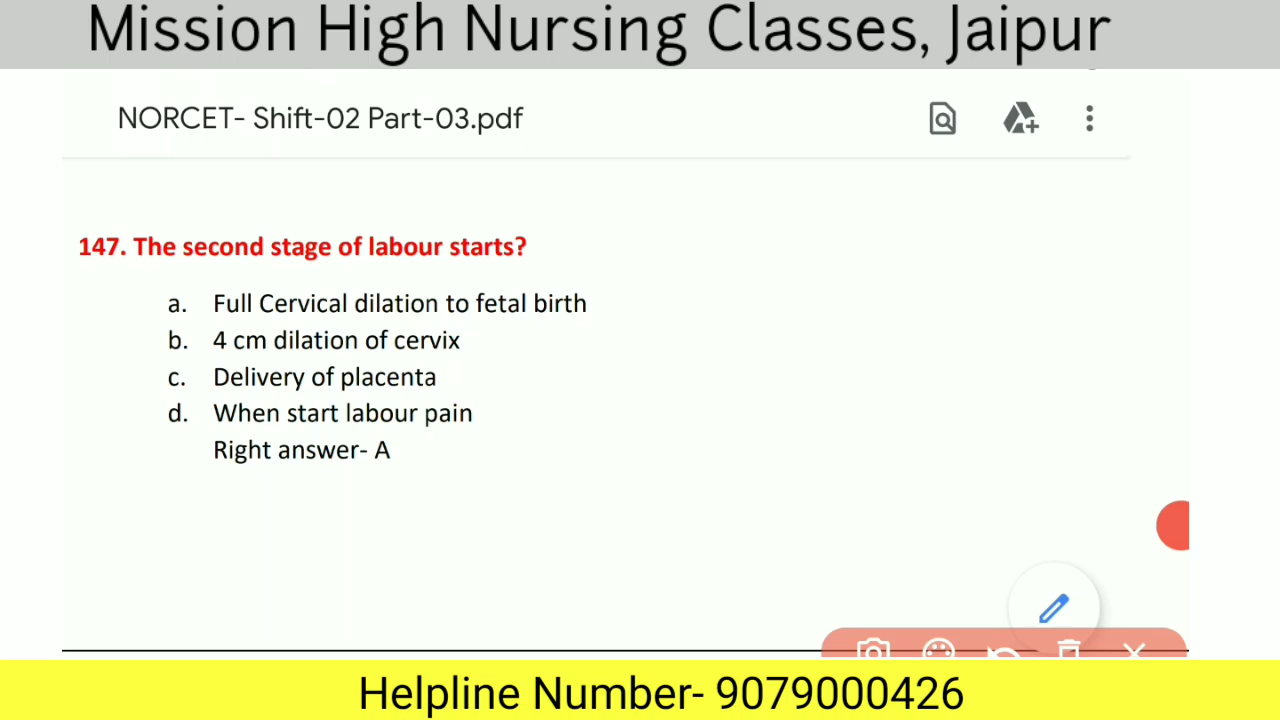 Mission High Nursing Classes, Jaipur
NORCET- Shift-02 Part-03.pdf
147. The second stage of labour starts?
a. Full Cervical dilation to fetal birth
b. 4 cm dilation of cervix
c. Delivery of placenta
d. When start labour pain
Right answer- A
Helpline Number- 9079000426